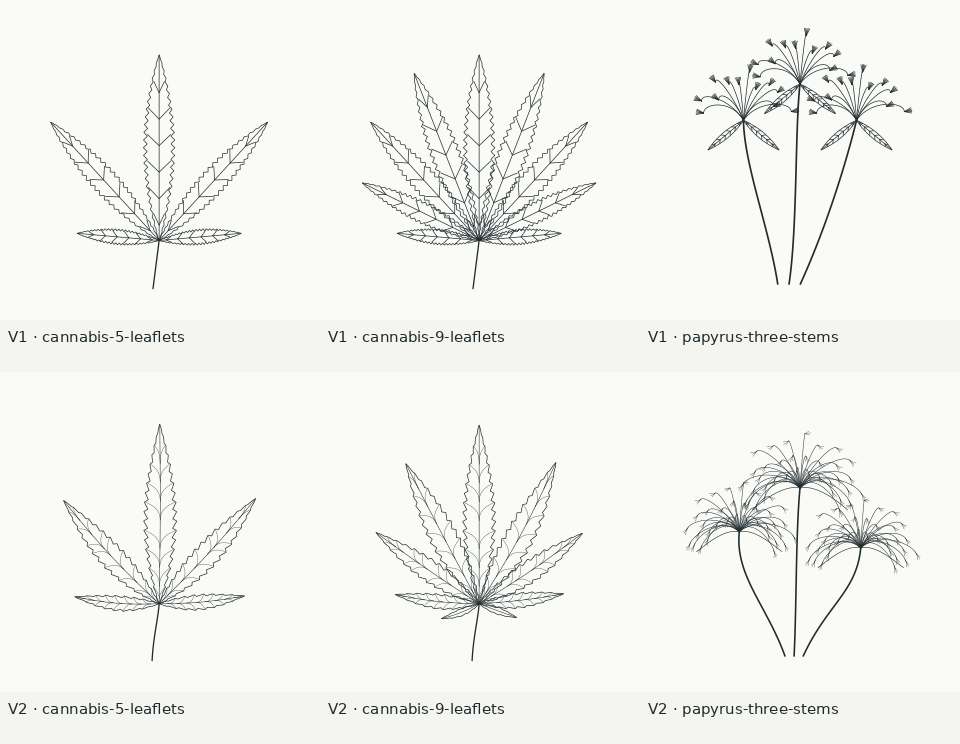 V1 · cannabis-5-leaflets
V1 · cannabis-9-leaflets
V1 · papyrus-three-stems
V2 · cannabis-5-leaflets
V2 · cannabis-9-leaflets
V2 · papyrus-three-stems